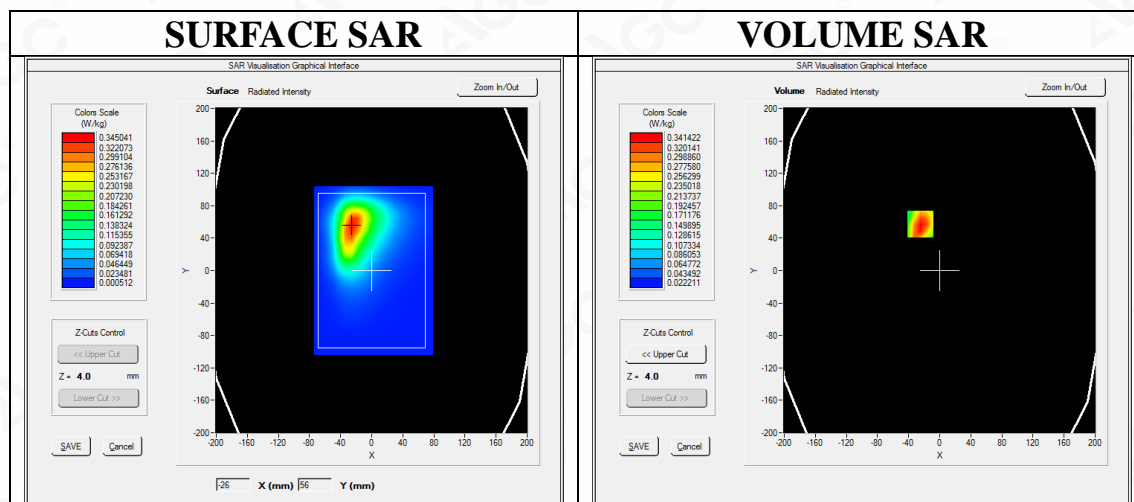 SURFACE SAR
SAR Visualisation Graphical Interface
Surface Radiated Intensity
Zoom In/Out
Colors Scale
(W/kg)
0.345041
0.322073
0.299104
0.276136
0.253167
0.230198
0.207230
0.184261
0.161292
0.138324
0.115355
0.092387
0.069418
0.046449
0.023481
0.000512
Z-Cuts Control
<< Upper Cut
Z = 4.0 mm
Lower Cut >>
SAVE Cancel
200
160
120
80
40
0
-40
-80
-120
-160
-200
Y
-200 -160 -120 -80 -40 0 40 80 120 160 200
X
-26 X (mm) 56 Y (mm)
VOLUME SAR
SAR Visualisation Graphical Interface
Volume Radiated Intensity
Zoom In/Out
Colors Scale
(W/kg)
0.341422
0.320141
0.298860
0.277580
0.256299
0.235018
0.213737
0.192457
0.171176
0.149895
0.128615
0.107334
0.086053
0.064772
0.043492
0.022211
Z-Cuts Control
<< Upper Cut
Z = 4.0 mm
Lower Cut >>
SAVE Cancel
200
160
120
80
40
0
-40
-80
-120
-160
-200
Y
-200 -160 -120 -80 -40 0 40 80 120 160 200
X